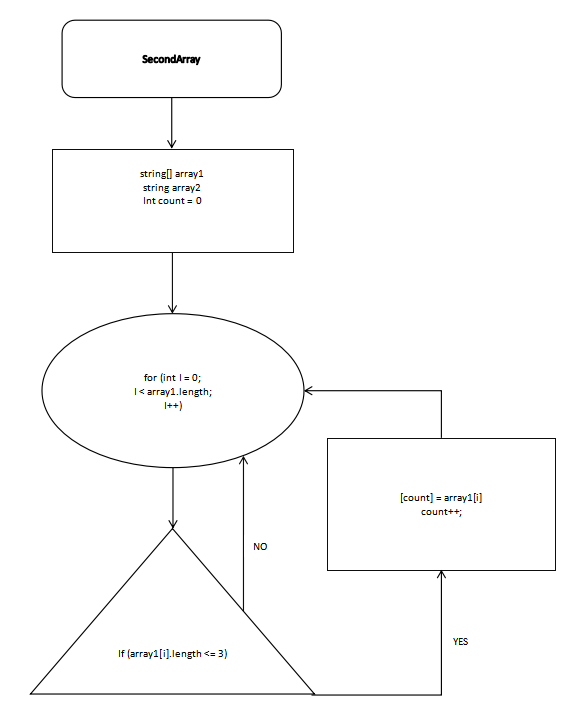 SecondArray
string[] array1
string array2
Int count = 0
for (int I = 0;
I < array1.length;
I++)
[count] = array1[i]
count++;
NO
YES
If (array1[i].length <= 3)